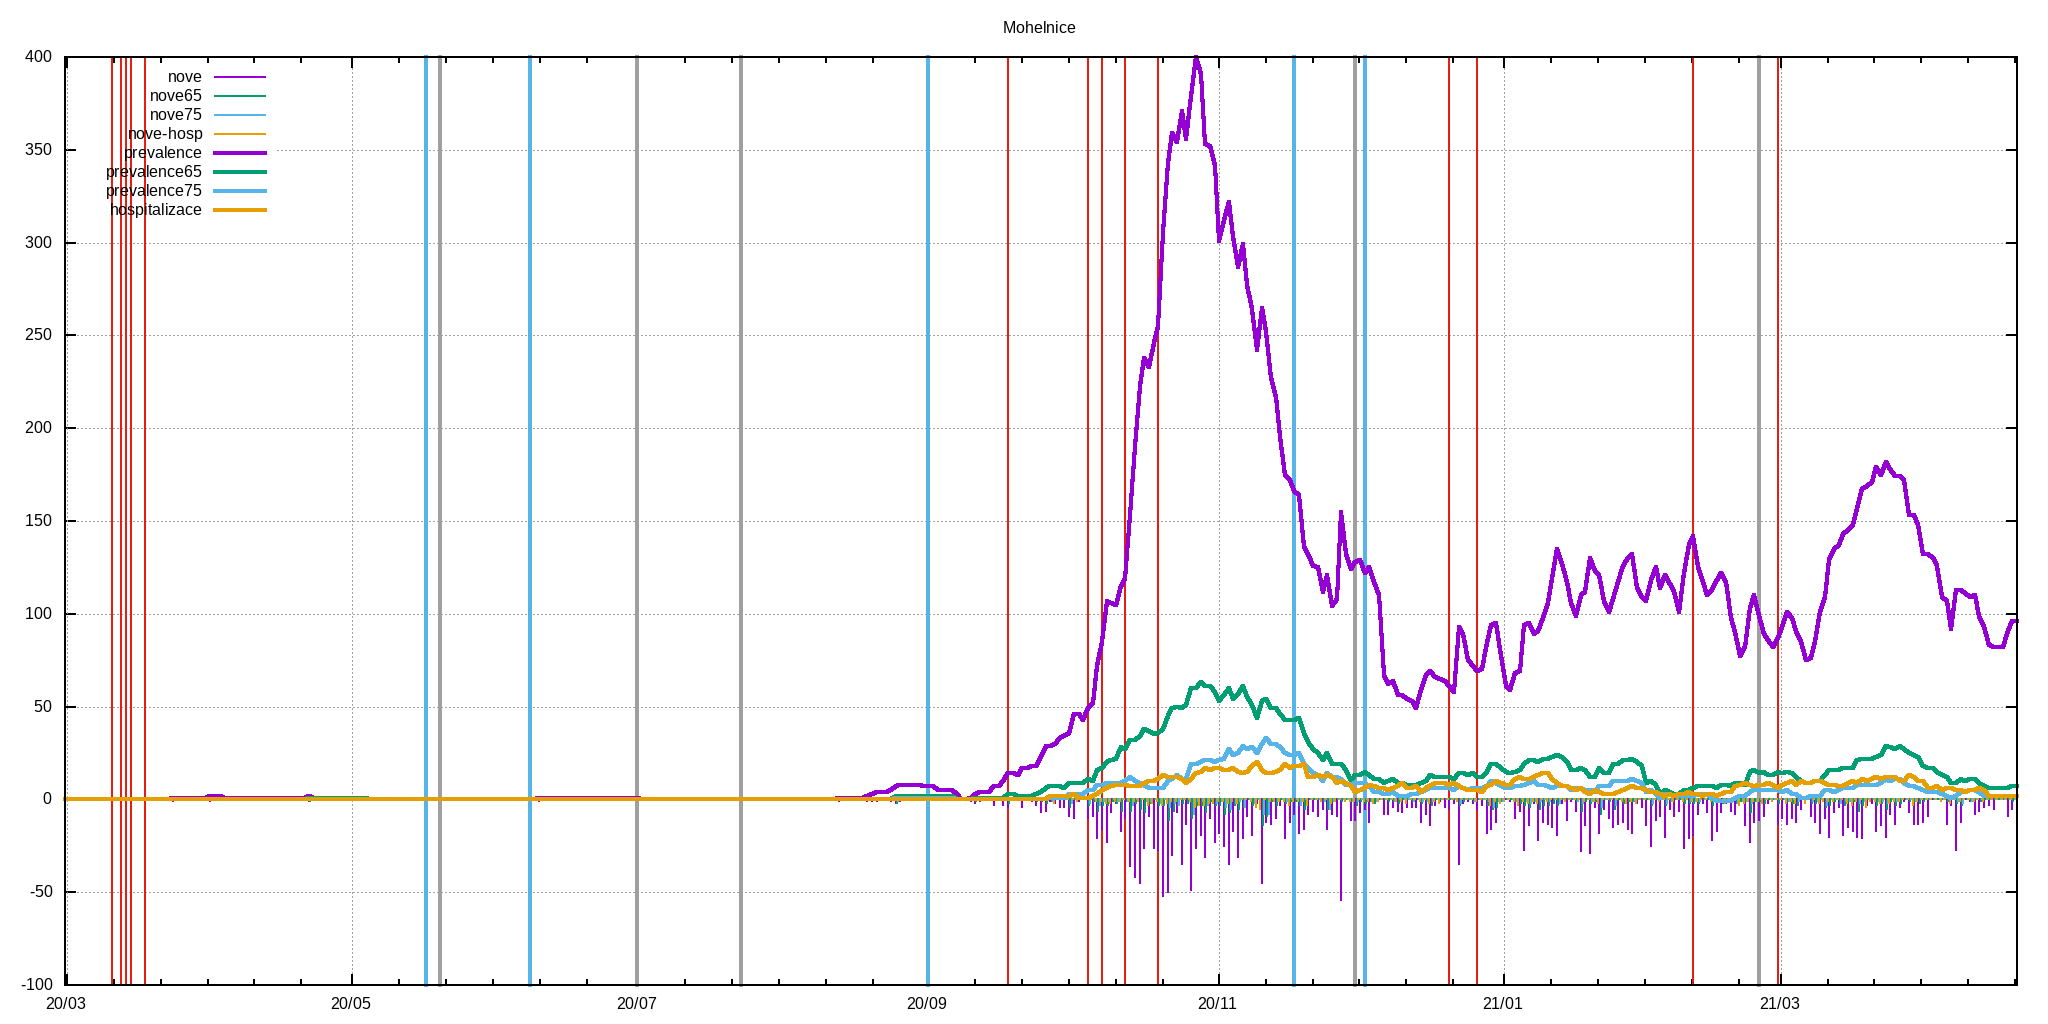 Mohelnice
400
350
300
250
200
150
100
50
0
-50
-100
nove
nove65
nove75
nove-hosp
prevalence
prevalence65
prevalence75
hospitalizace
20/03 20/05 20/07 20/09 20/11 21/01 21/03